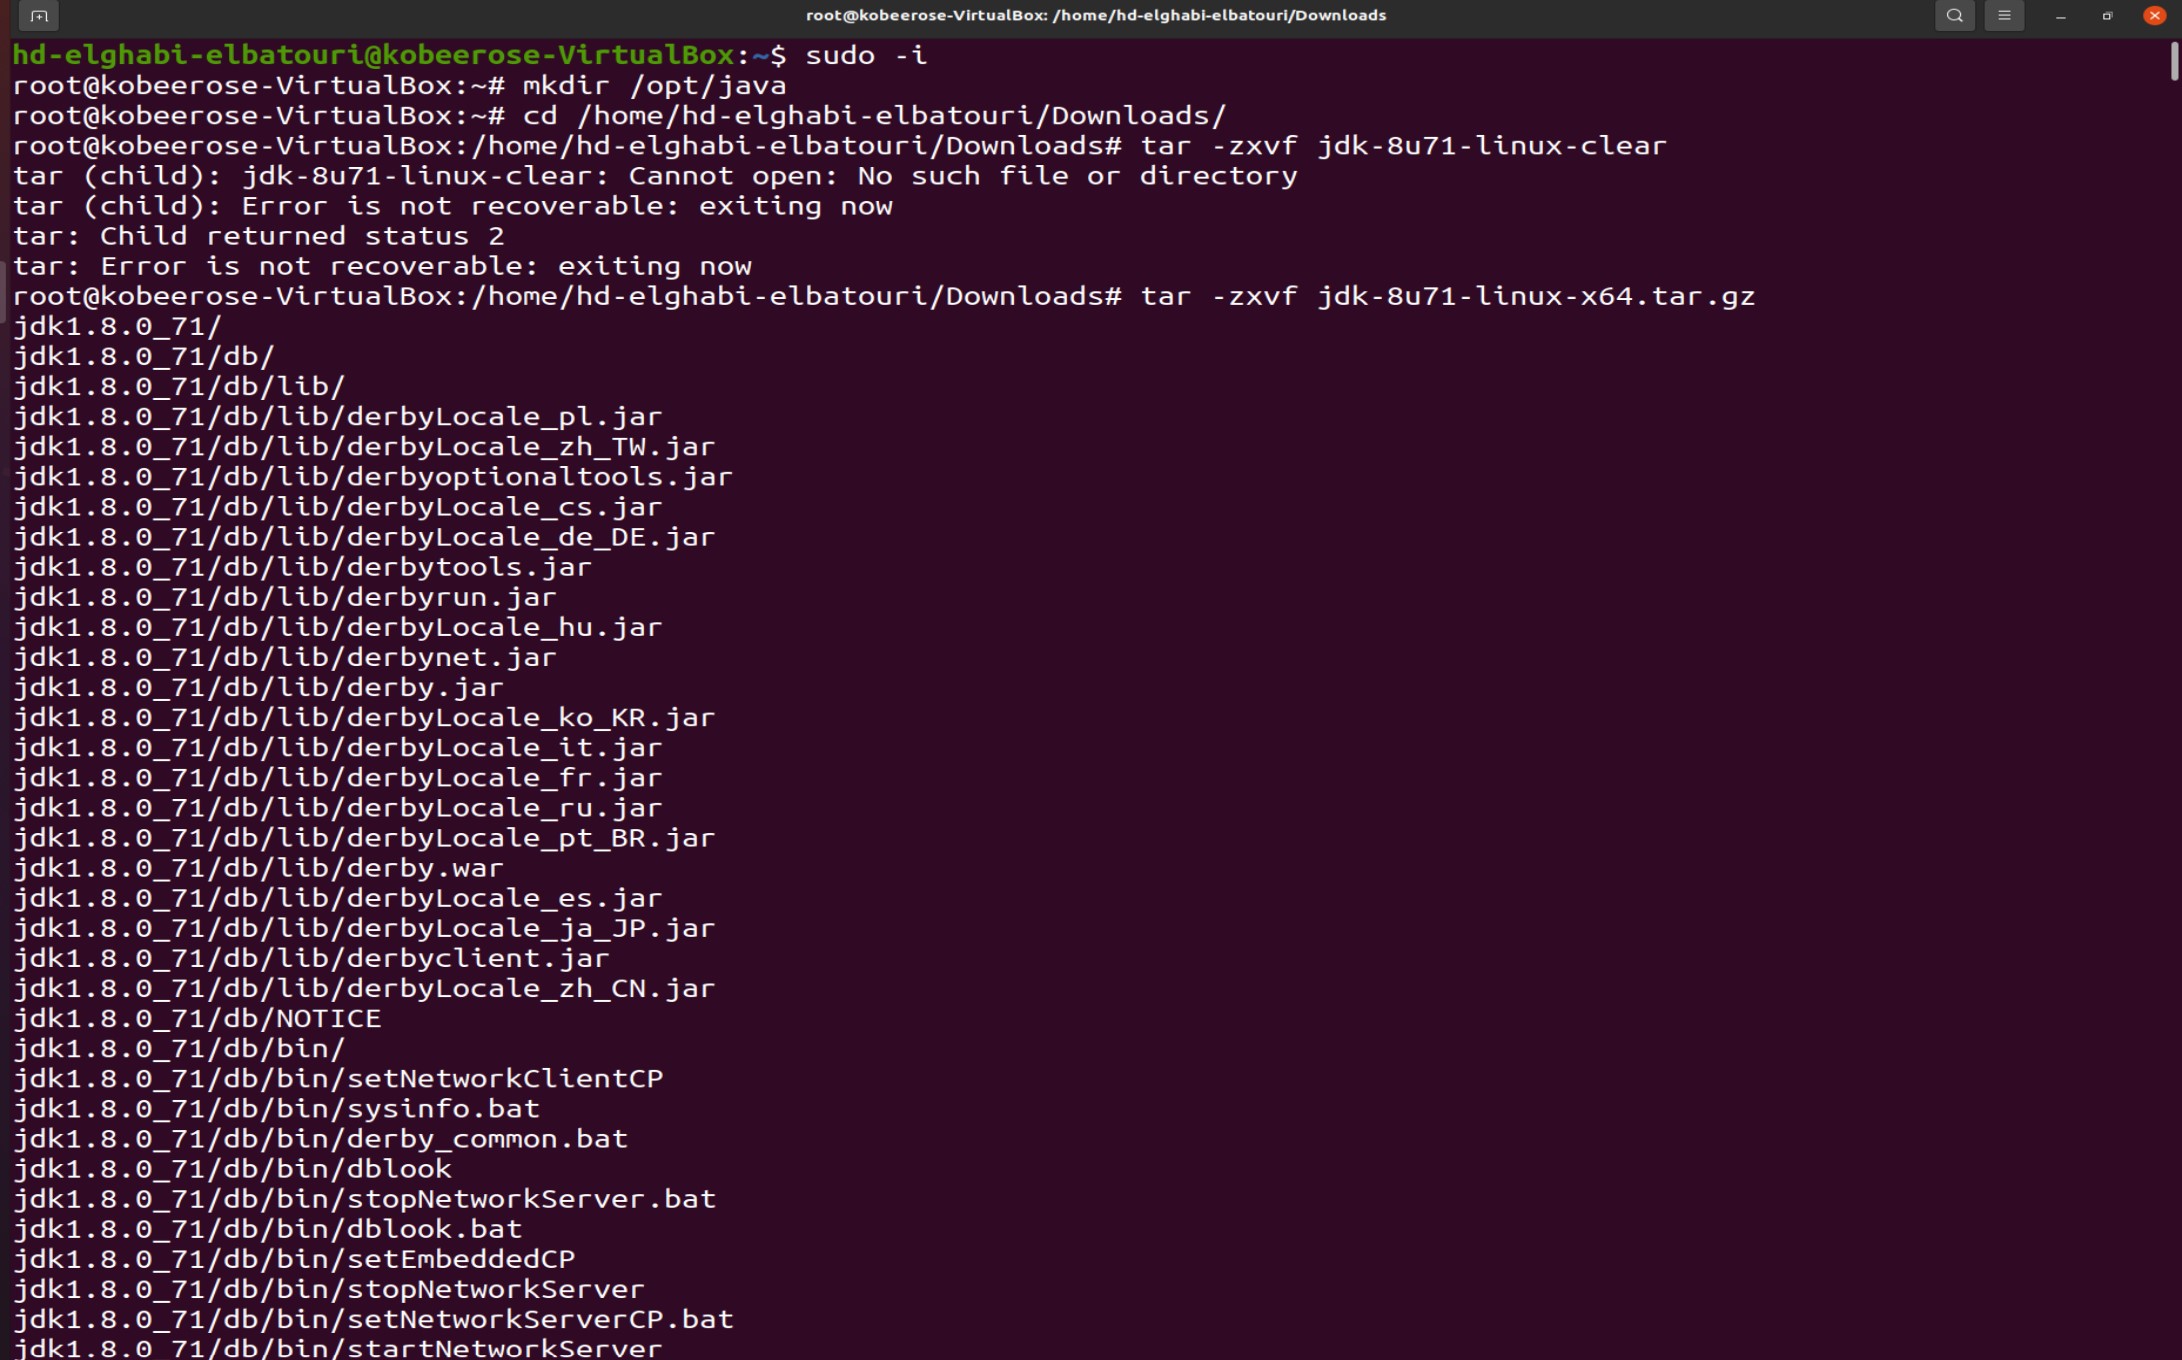 root@kobeerose-VirtualBox: /home/hd-elghabi-elbatouri/Downloads
hd-elghabi-elbatouri@kobeerose-VirtualBox:~$ sudo -i
root@kobeerose-VirtualBox:~# mkdir /opt/java
root@kobeerose-VirtualBox:~# cd /home/hd-elghabi-elbatouri/Downloads/
root@kobeerose-VirtualBox:/home/hd-elghabi-elbatouri/Downloads# tar -zxvf jdk-8u71-linux-clear
tar (child): jdk-8u71-linux-clear: Cannot open: No such file or directory
tar (child): Error is not recoverable: exiting now
tar: Child returned status 2
tar: Error is not recoverable: exiting now
root@kobeerose-VirtualBox:/home/hd-elghabi-elbatouri/Downloads# tar -zxvf jdk-8u71-linux-x64.tar.gz
jdk1.8.0_71/
jdk1.8.0_71/db/
jdk1.8.0_71/db/lib/
jdk1.8.0_71/db/lib/derbyLocale_pl.jar
jdk1.8.0_71/db/lib/derbyLocale_zh_TW.jar
jdk1.8.0_71/db/lib/derbyoptionaltools.jar
jdk1.8.0_71/db/lib/derbyLocale_cs.jar
jdk1.8.0_71/db/lib/derbyLocale_de_DE.jar
jdk1.8.0_71/db/lib/derbytools.jar
jdk1.8.0_71/db/lib/derbyrun.jar
jdk1.8.0_71/db/lib/derbyLocale_hu.jar
jdk1.8.0_71/db/lib/derbynet.jar
jdk1.8.0_71/db/lib/derby.jar
jdk1.8.0_71/db/lib/derbyLocale_ko_KR.jar
jdk1.8.0_71/db/lib/derbyLocale_it.jar
jdk1.8.0_71/db/lib/derbyLocale_fr.jar
jdk1.8.0_71/db/lib/derbyLocale_ru.jar
jdk1.8.0_71/db/lib/derbyLocale_pt_BR.jar
jdk1.8.0_71/db/lib/derby.war
jdk1.8.0_71/db/lib/derbyLocale_es.jar
jdk1.8.0_71/db/lib/derbyLocale_ja_JP.jar
jdk1.8.0_71/db/lib/derbyclient.jar
jdk1.8.0_71/db/lib/derbyLocale_zh_CN.jar
jdk1.8.0_71/db/NOTICE
jdk1.8.0_71/db/bin/
jdk1.8.0_71/db/bin/setNetworkClientCP
jdk1.8.0_71/db/bin/sysinfo.bat
jdk1.8.0_71/db/bin/derby_common.bat
jdk1.8.0_71/db/bin/dblook
jdk1.8.0_71/db/bin/stopNetworkServer.bat
jdk1.8.0_71/db/bin/dblook.bat
jdk1.8.0_71/db/bin/setEmbeddedCP
jdk1.8.0_71/db/bin/stopNetworkServer
jdk1.8.0_71/db/bin/setNetworkServerCP.bat
jdk1.8.0_71/db/bin/startNetworkServer